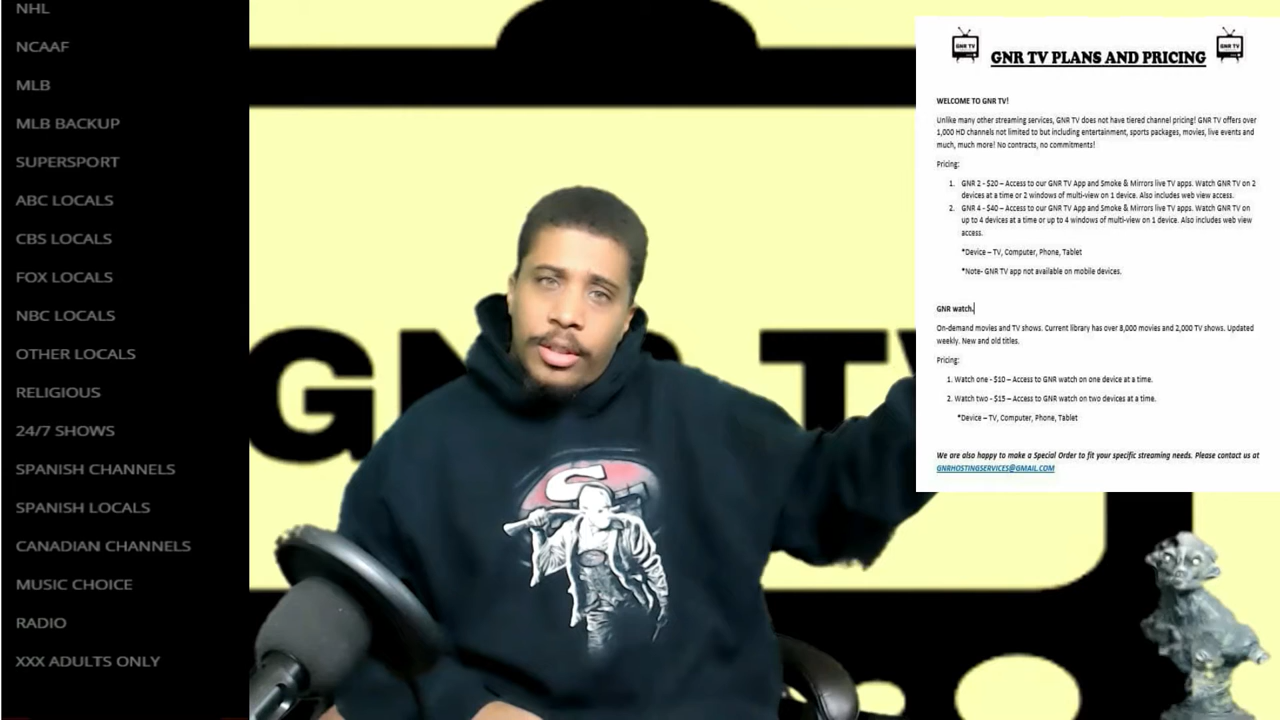 NHL
NCAAF
MLB
MLB BACKUP
SUPERSPORT
ABC LOCALS
CBS LOCALS
FOX LOCALS
NBC LOCALS
OTHER LOCALS
RELIGIOUS
24/7 SHOWS
SPANISH CHANNELS
SPANISH LOCALS
CANADIAN CHANNELS
MUSIC CHOICE
RADIO
XXX ADULTS ONLY
GNR TV
GNR TV
GNR TV
GNR TV PLANS AND PRICING
WELCOME TO GNR TV!
Unlike many other streaming services, GNR TV does not have tiered channel pricing! GNR TV offers over
1,000 HD channels not limited to but including entertainment, sports packages, movies, live events and
much, much more! No contracts, no commitments!
Pricing:
1. GNR 2 - $20 – Access to our GNR TV App and Smoke & Mirrors live TV apps. Watch GNR TV on 2
devices at a time or 2 windows of multi-view on 1 device. Also includes web view access.
2. GNR 4 - $40 – Access to our GNR TV App and Smoke & Mirrors live TV apps. Watch GNR TV on
up to 4 devices at a time or up to 4 windows of multi-view on 1 device. Also includes web view
access.
*Device – TV, Computer, Phone, Tablet
*Note- GNR TV app not available on mobile devices.
GNR watch.
On-demand movies and TV shows. Current library has over 8,000 movies and 2,000 TV shows. Updated
weekly. New and old titles.
Pricing:
1. Watch one - $10 – Access to GNR watch on one device at a time.
2. Watch two - $15 – Access to GNR watch on two devices at a time.
*Device – TV, Computer, Phone, Tablet
We are also happy to make a Special Order to fit your specific streaming needs. Please contact us at
GNRHOSTINGSERVICES@GMAIL.COM